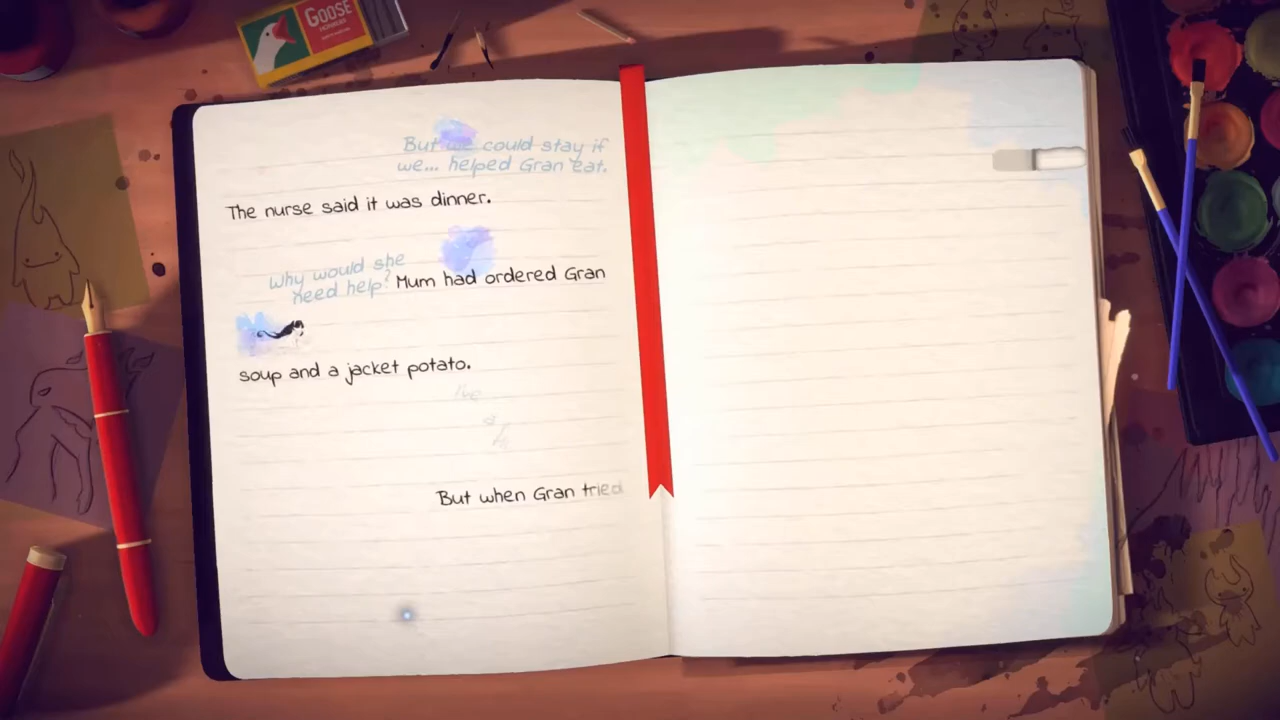 GOOSE
But we could stay if
we... helped Gran eat.
The nurse said it was dinner.
Why would she
need help?
Mum had ordered Gran
soup and a jacket potato.
I've
But when Gran tried